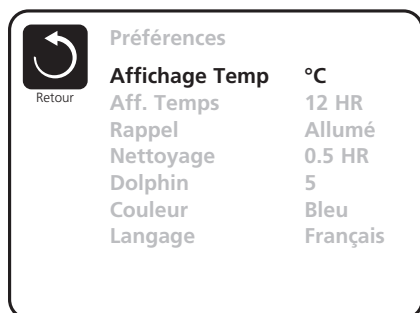 Préférences
Retour
Affichage Temp °C
Aff. Temps 12 HR
Rappel Allumé
Nettoyage 0.5 HR
Dolphin 5
Couleur Bleu
Langage Français